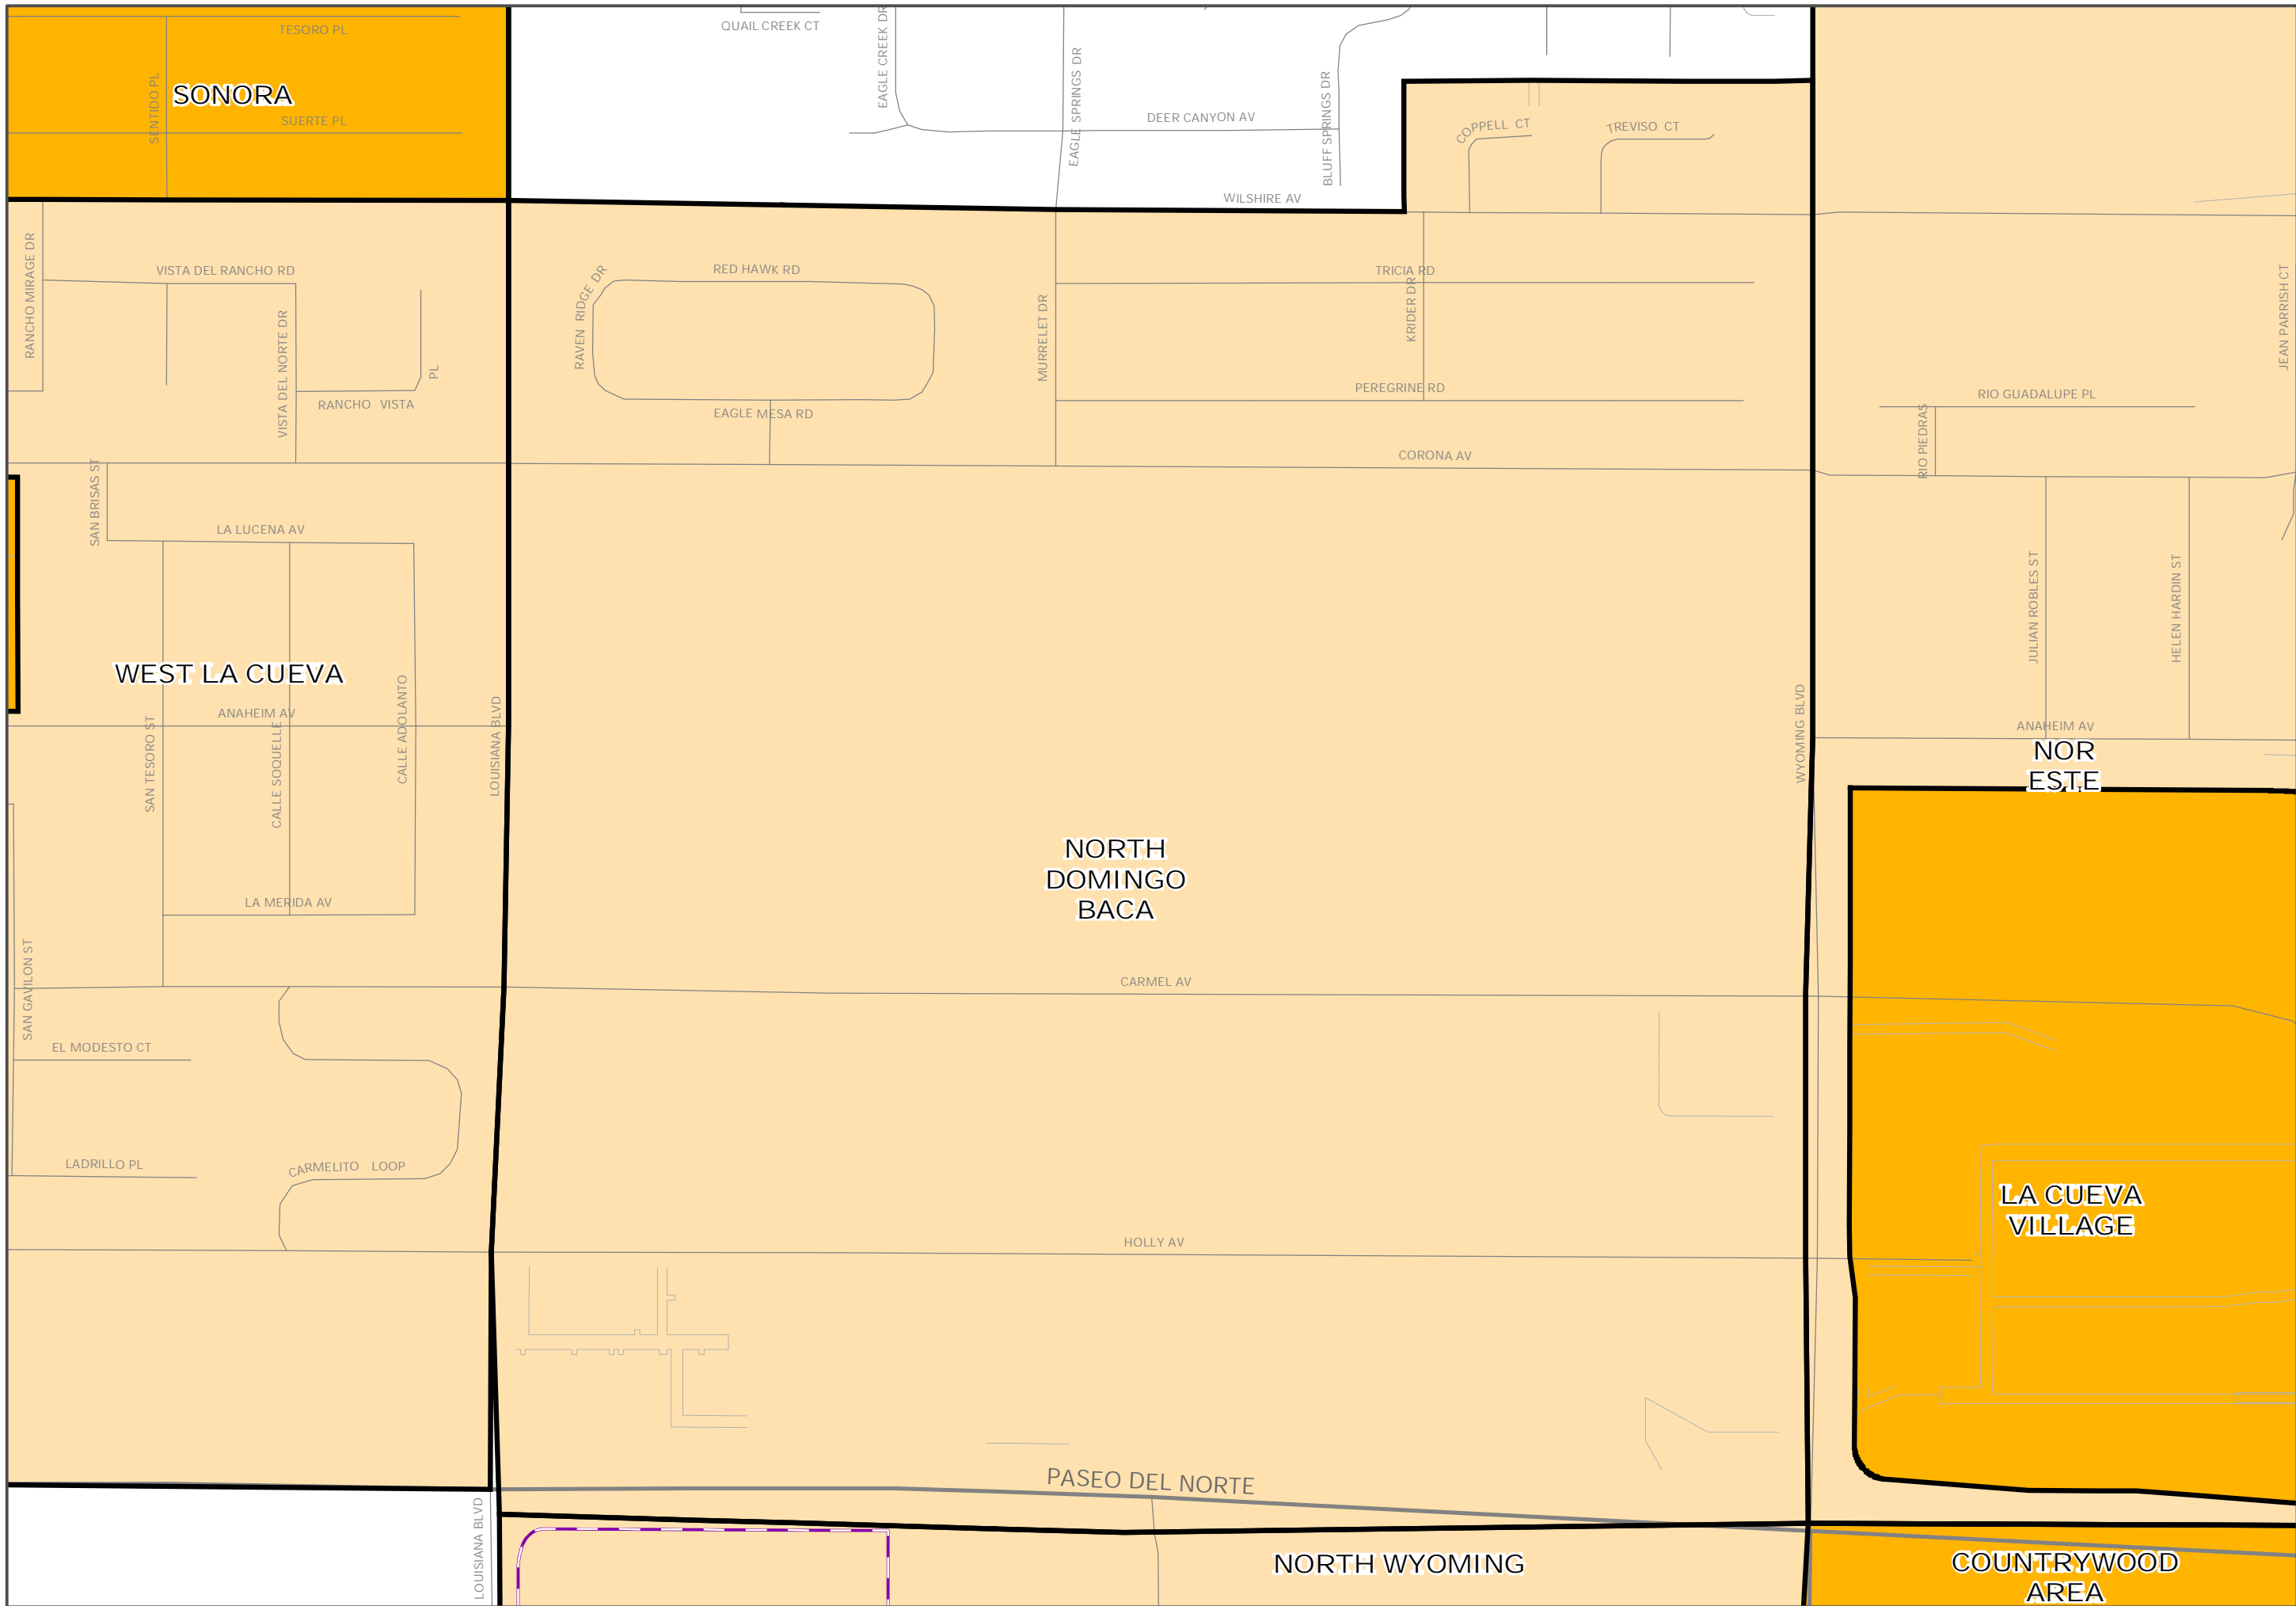 TESORO PL
SENTIDO PL
SONORA
SUERTE PL
QUAIL CREEK CT
EAGLE CREEK DR
EAGLE SPRINGS DR
DEER CANYON AV
BLUFF SPRINGS DR
WILSHIRE AV
COPPELL CT
TREVISO CT
RANCHO MIRAGE DR
VISTA DEL RANCHO RD
VISTA DEL NORTE DR
RANCHO VISTA PL
RAVEN RIDGE DR
RED HAWK RD
EAGLE MESA RD
MURRELET DR
TRICIA RD
KRIDER DR
PEREGRINE RD
CORONA AV
JEAN PARRISH CT
RIO GUADALUPE PL
RIO PIEDRAS
SAN BRISAS ST
LA LUCENA AV
WEST LA CUEVA
ANAHEIM AV
SAN TESORO ST
CALLE SOQUELLE
CALLE ADOLANTO
LOUISIANA BLVD
WYOMING BLVD
JULIAN ROBLES ST
HELEN HARDIN ST
ANAHEIM AV
NOR
ESTE
NORTH
DOMINGO
BACA
LA MERIDA AV
SAN GAVILON ST
CARMEL AV
EL MODESTO CT
LADRILLO PL
CARMELITO LOOP
LA CUEVA
VILLAGE
HOLLY AV
PASEO DEL NORTE
LOUISIANA BLVD
NORTH WYOMING
COUNTRYWOOD
AREA